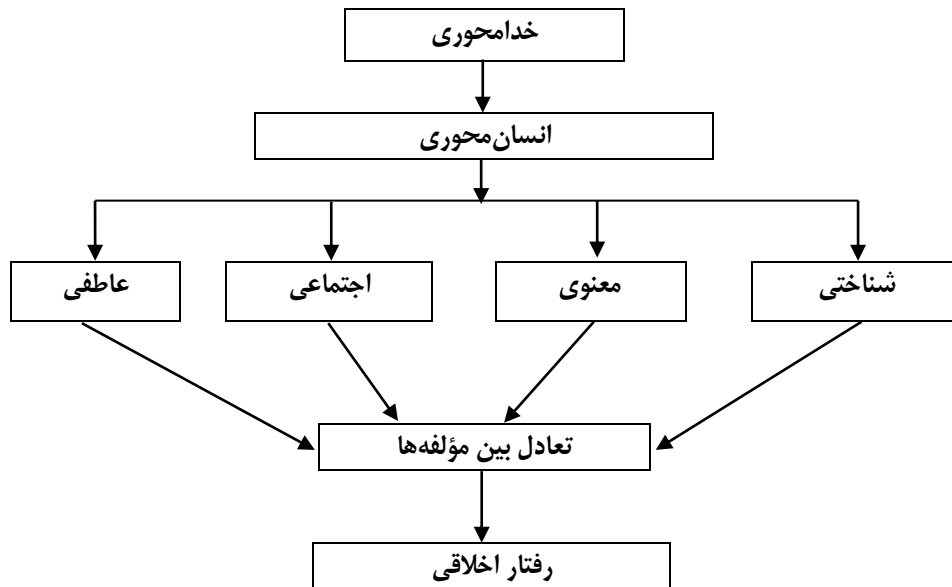 خدامحوری
انسان‌محوری
شناختی
معنوی
اجتماعی
عاطفی
تعادل بین مؤلفه‌ها
رفتار اخلاقی